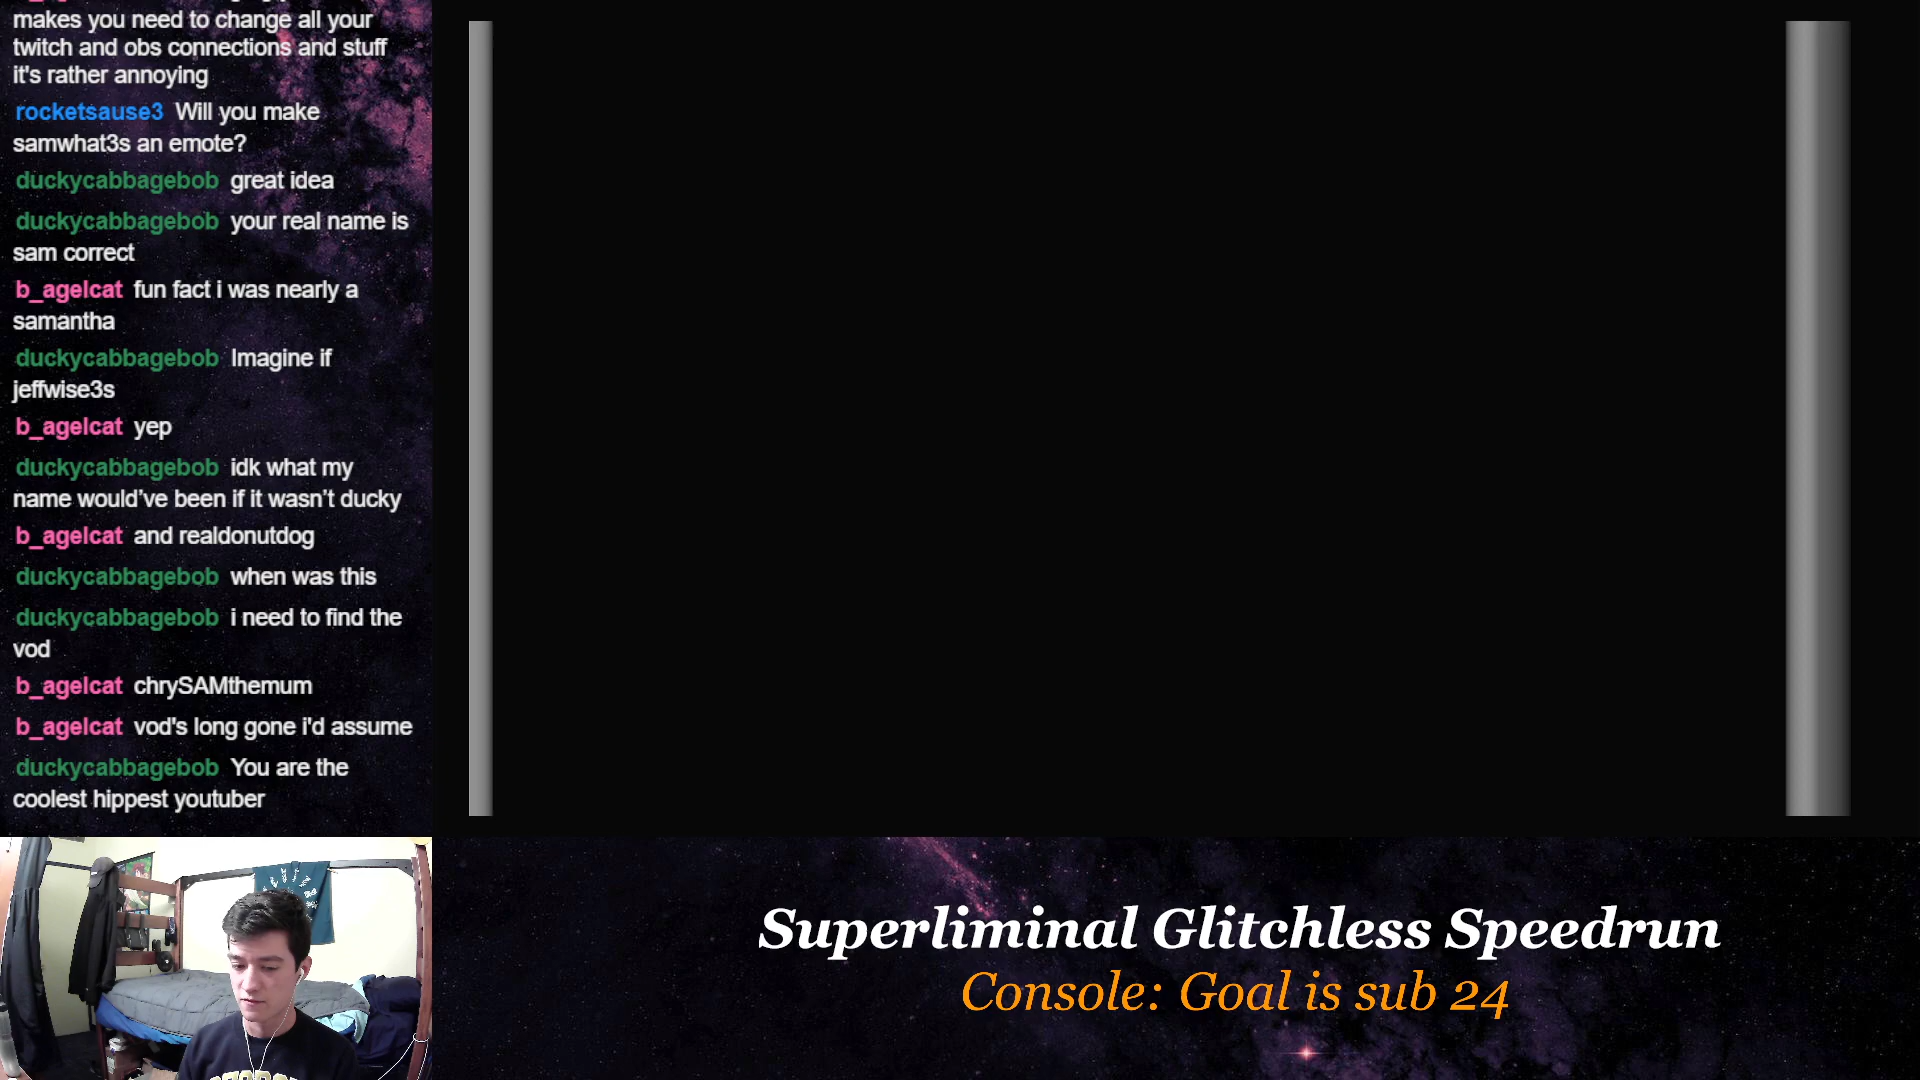 makes you need to change all your
twitch and obs connections and stuff
it's rather annoying
rocketsause3 Will you make
samwhat3s an emote?
duckycabbagebob great idea
duckycabbagebob your real name is
sam correct
b_agelcat fun fact i was nearly a
samantha
duckycabbagebob Imagine if
jeffwise3s
b_agelcat yep
duckycabbagebob idk what my
name would’ve been if it wasn’t ducky
b_agelcat and realdonutdog
duckycabbagebob when was this
duckycabbagebob i need to find the
vod
b_agelcat chrySAMthemum
b_agelcat vod's long gone i'd assume
duckycabbagebob You are the
coolest hippest youtuber
Superliminal Glitchless Speedrun
Console: Goal is sub 24